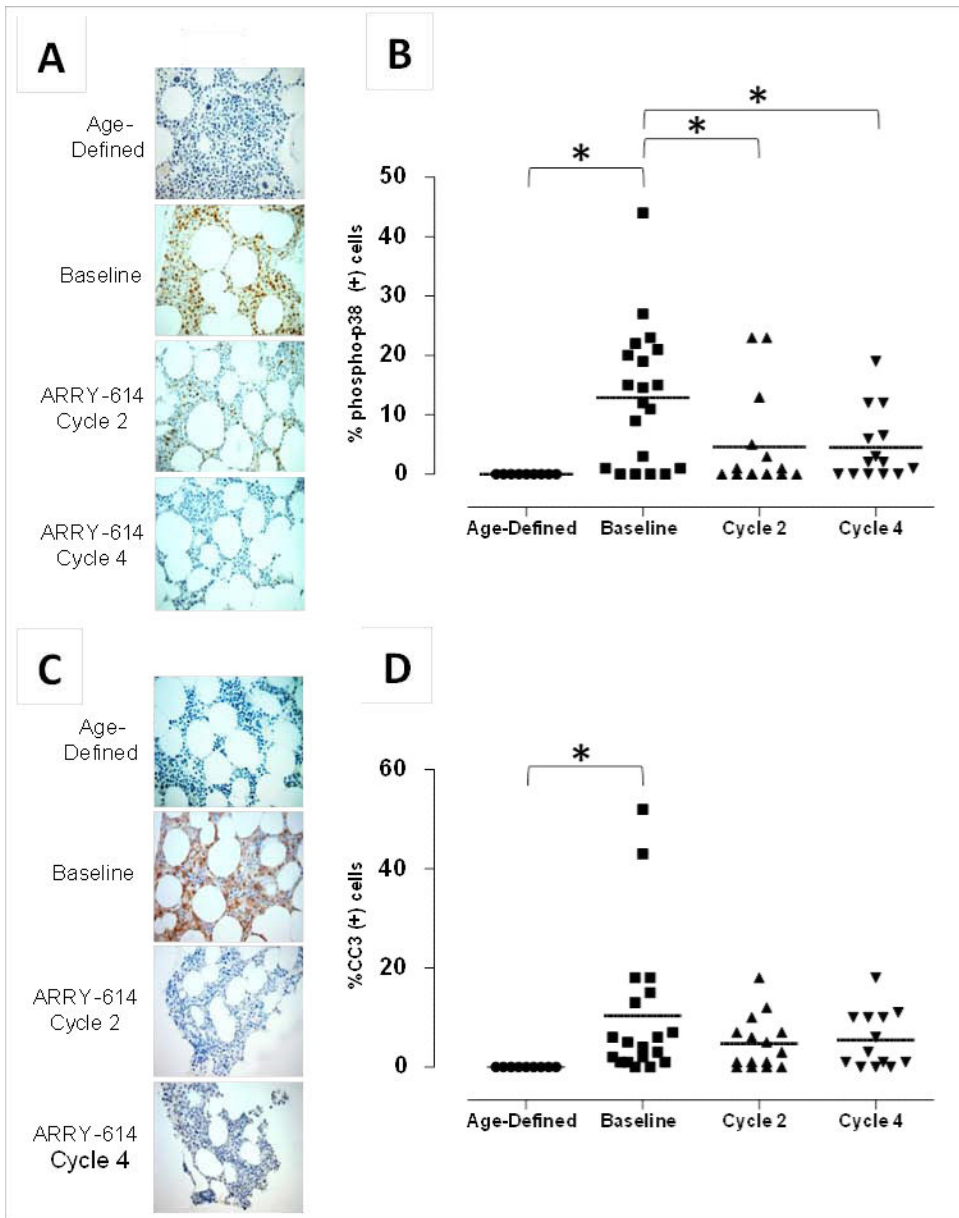 A
Age-
Defined
Baseline
ARRY-614
Cycle 2
ARRY-614
Cycle 4
B
*
*
*
% phospho-p38 (+) cells
50
40
30
20
10
0
Age-Defined Baseline Cycle 2 Cycle 4
C
Age-
Defined
Baseline
ARRY-614
Cycle 2
ARRY-614
Cycle 4
D
*
%CC3 (+) cells
60
40
20
0
Age-Defined Baseline Cycle 2 Cycle 4